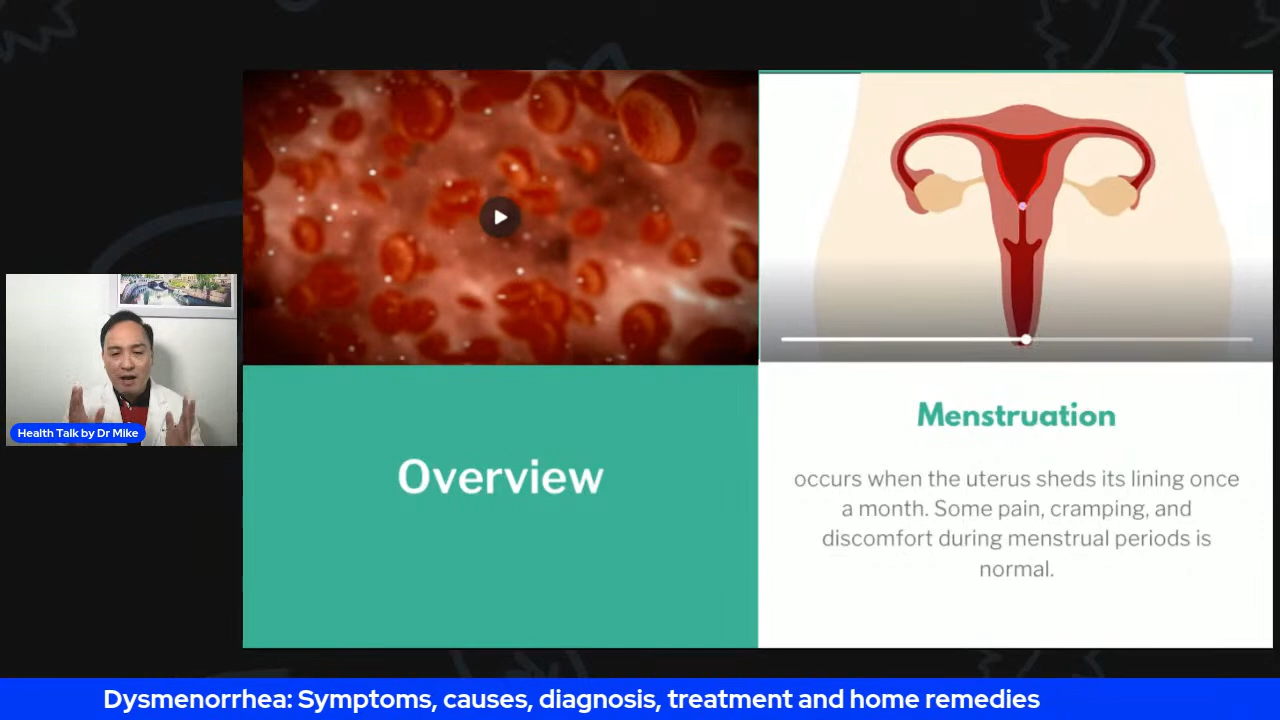 Health Talk by Dr Mike
Overview
Menstruation
occurs when the uterus sheds its lining once
a month. Some pain, cramping, and
discomfort during menstrual periods is
normal.
Dysmenorrhea: Symptoms, causes, diagnosis, treatment and home remedies